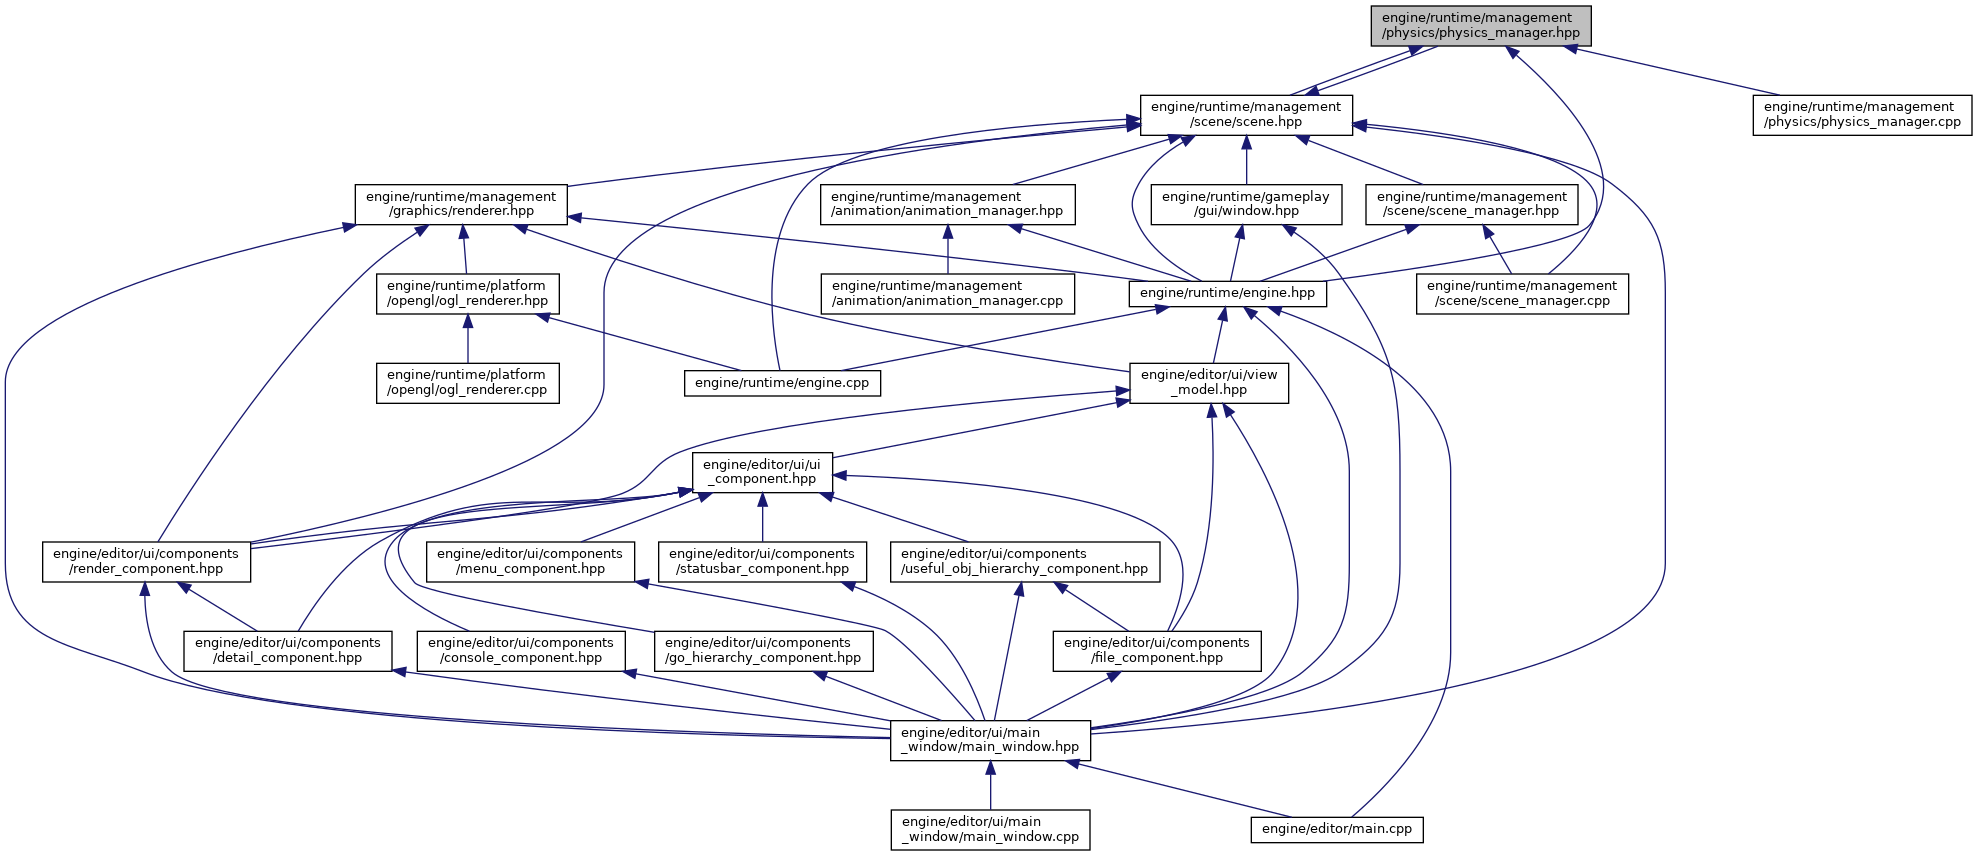 engine/runtime/management
/physics/physics_manager.hpp
engine/runtime/management
/scene/scene.hpp
engine/runtime/management
/physics/physics_manager.cpp
engine/runtime/management
/graphics/renderer.hpp
engine/runtime/management
/animation/animation_manager.hpp
engine/runtime/gameplay
/gui/window.hpp
engine/runtime/management
/scene/scene_manager.hpp
engine/runtime/platform
/opengl/ogl_renderer.hpp
engine/runtime/management
/animation/animation_manager.cpp
engine/runtime/engine.hpp
engine/runtime/management
/scene/scene_manager.cpp
engine/runtime/platform
/opengl/ogl_renderer.cpp
engine/runtime/engine.cpp
engine/editor/ui/view
_model.hpp
engine/editor/ui/ui
_component.hpp
engine/editor/ui/components
/render_component.hpp
engine/editor/ui/components
/menu_component.hpp
engine/editor/ui/components
/statusbar_component.hpp
engine/editor/ui/components
/useful_obj_hierarchy_component.hpp
engine/editor/ui/components
/detail_component.hpp
engine/editor/ui/components
/console_component.hpp
engine/editor/ui/components
/go_hierarchy_component.hpp
engine/editor/ui/components
/file_component.hpp
engine/editor/ui/main
_window/main_window.hpp
engine/editor/ui/main
_window/main_window.cpp
engine/editor/main.cpp